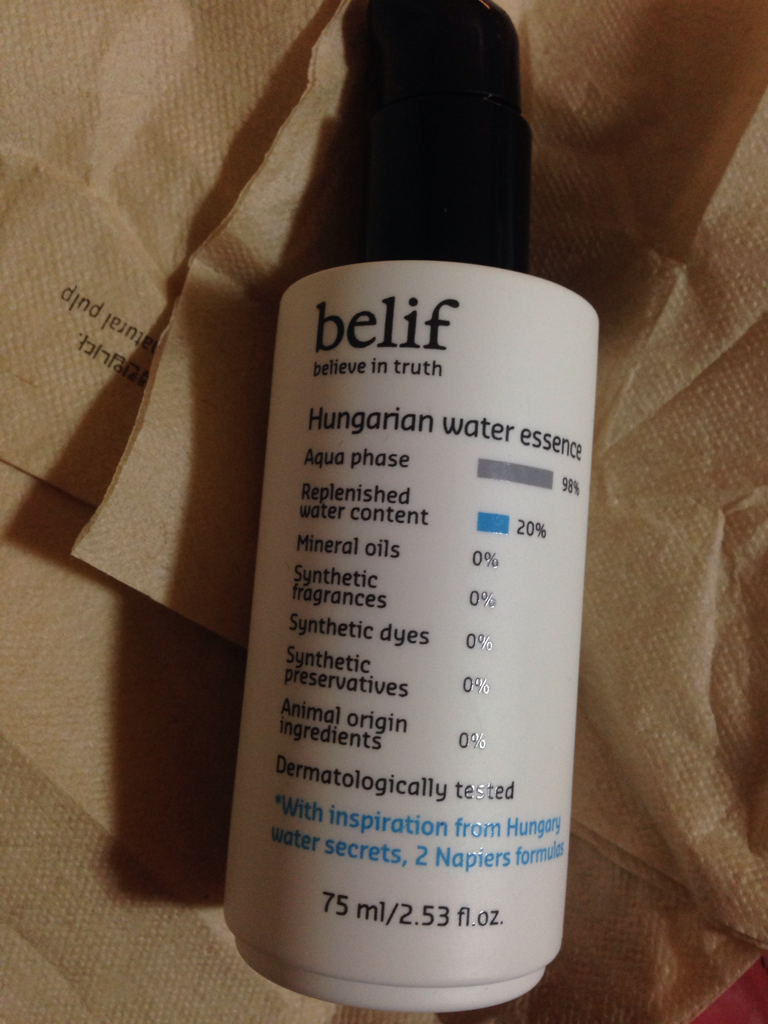 belif
believe in truth
Hungarian water essence
Aqua phase 98%
Replenished
water content 20%
Mineral oils 0%
Synthetic
fragrances 0%
Synthetic dyes 0%
Synthetic
preservatives 0%
Animal origin
ingredients 0%
Dermatologically tested
*With inspiration from Hungary
water secrets, 2 Napiers formulas
75 ml/2.53 fl.oz.
natural pulp